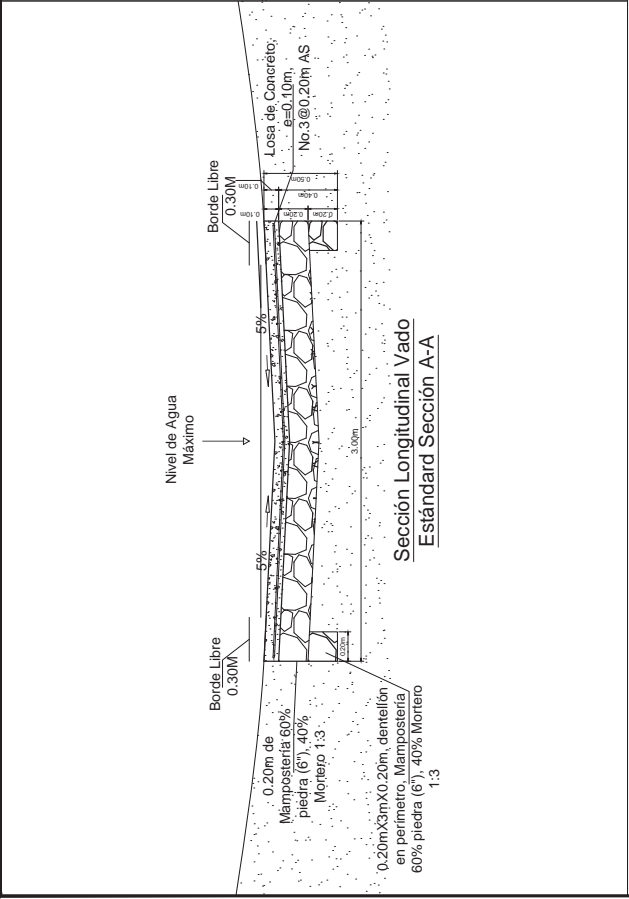 Nivel de Agua
Máximo
Borde Libre
0.30M
Borde Libre
0.30M
5%
5%
Losa de Concreto,
e=0.10m,
No.3@0.20m AS
0.10m
0.20m
0.20m
0.10m
0.40m
0.50m
0.20m de
Mampostería 60%
piedra (6"), 40%
Mortero 1:3
0.20m
3.00m
0.20mX3mX0.20m, dentellón
en perímetro, Mampostería
60% piedra (6"), 40% Mortero
1:3
Sección Longitudinal Vado
Estándard Sección A-A